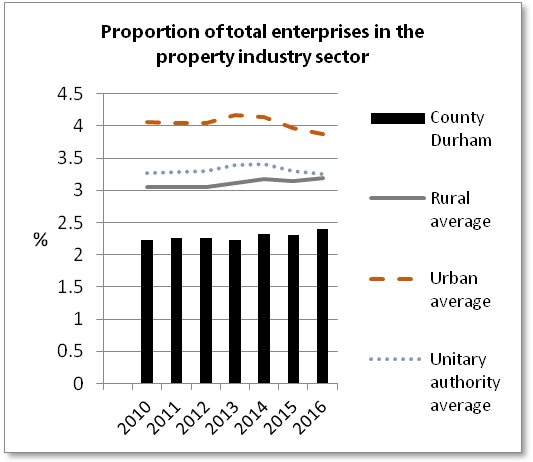 Proportion of total enterprises in the
property industry sector
4.5
4
3.5
3
2.5
2
1.5
1
0.5
0
%
2010
2011
2012
2013
2014
2015
2016
County
Durham
Rural
average
Urban
average
Unitary
authority
average